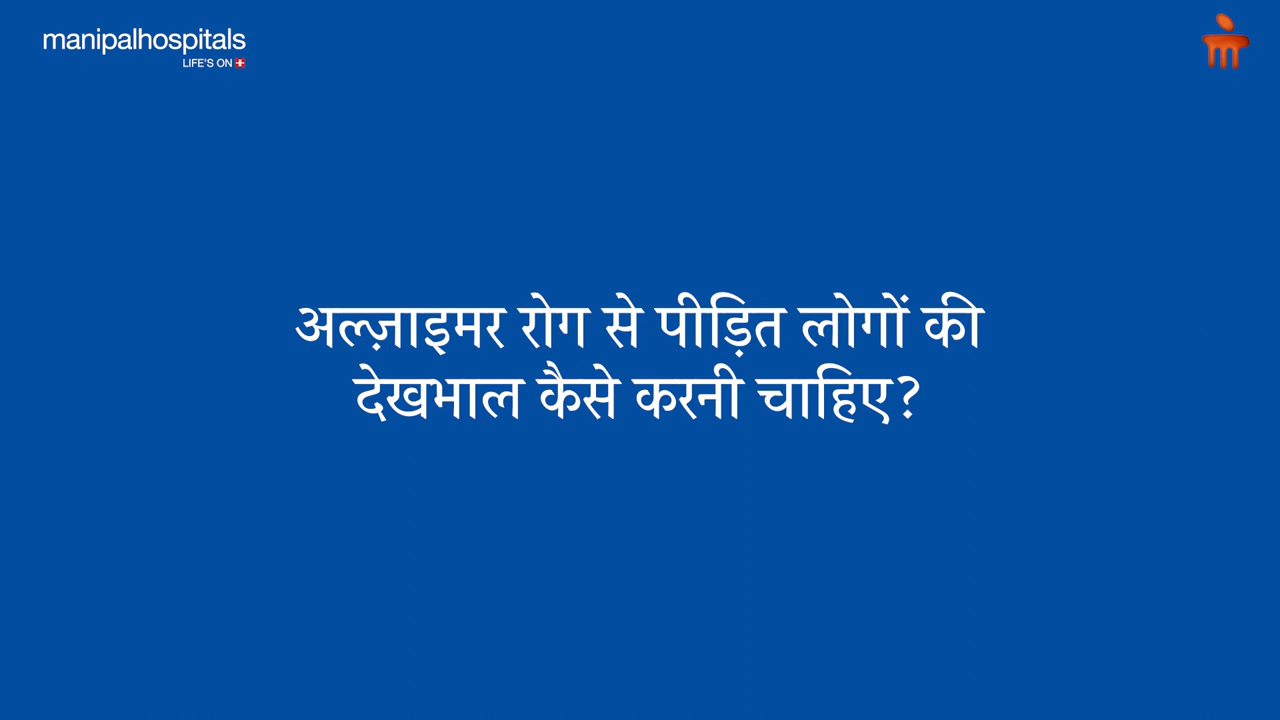 manipalhospitals
LIFE'S ON
अल्ज़ाइमर रोग से पीड़ित लोगों की
देखभाल कैसे करनी चाहिए?